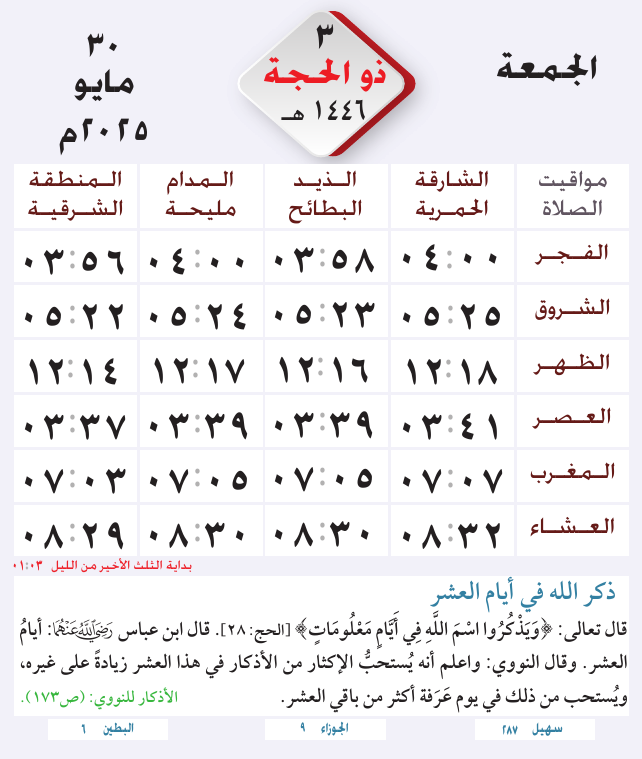 الجمعة
٣
ذو الحجة
١٤٤٦ هـ
٣٠
مايو
٢٠٢٥م
مواقيت الصلاة | الشارقة الحمرية | الذيد البطائح | المدام مليحة | المنطقة الشرقية
الفجر ٠٤:٠٠ ٠٣:٥٨ ٠٤:٠٠ ٠٣:٥٦
الشروق ٠٥:٢٥ ٠٥:٢٣ ٠٥:٢٤ ٠٥:٢٢
الظهر ١٢:١٨ ١٢:١٦ ١٢:١٧ ١٢:١٤
العصر ٠٣:٤١ ٠٣:٣٩ ٠٣:٣٩ ٠٣:٣٧
المغرب ٠٧:٠٧ ٠٧:٠٥ ٠٧:٠٥ ٠٧:٠٣
العشاء ٠٨:٣٢ ٠٨:٣٠ ٠٨:٣٠ ٠٨:٢٩
بداية الثلث الأخير من الليل ٠١:٠٣
ذكر الله في أيام العشر
قال تعالى: ﴿وَيَذْكُرُوا اسْمَ اللَّهِ فِي أَيَّامٍ مَعْلُومَاتٍ﴾ [الحج: ٢٨]. قال ابن عباس رَضِيَ اللَّهُ عَنْهُمَا: أيامُ
العشر. وقال النووي: واعلم أنه يُستحبُّ الإكثار من الأذكار في هذا العشر زيادةً على غيره،
ويُستحب من ذلك في يوم عَرَفة أكثر من باقي العشر. الأذكار للنووي: (ص١٧٣).
سهيل ٢٨٧
الجوزاء ٩
البطين ٦